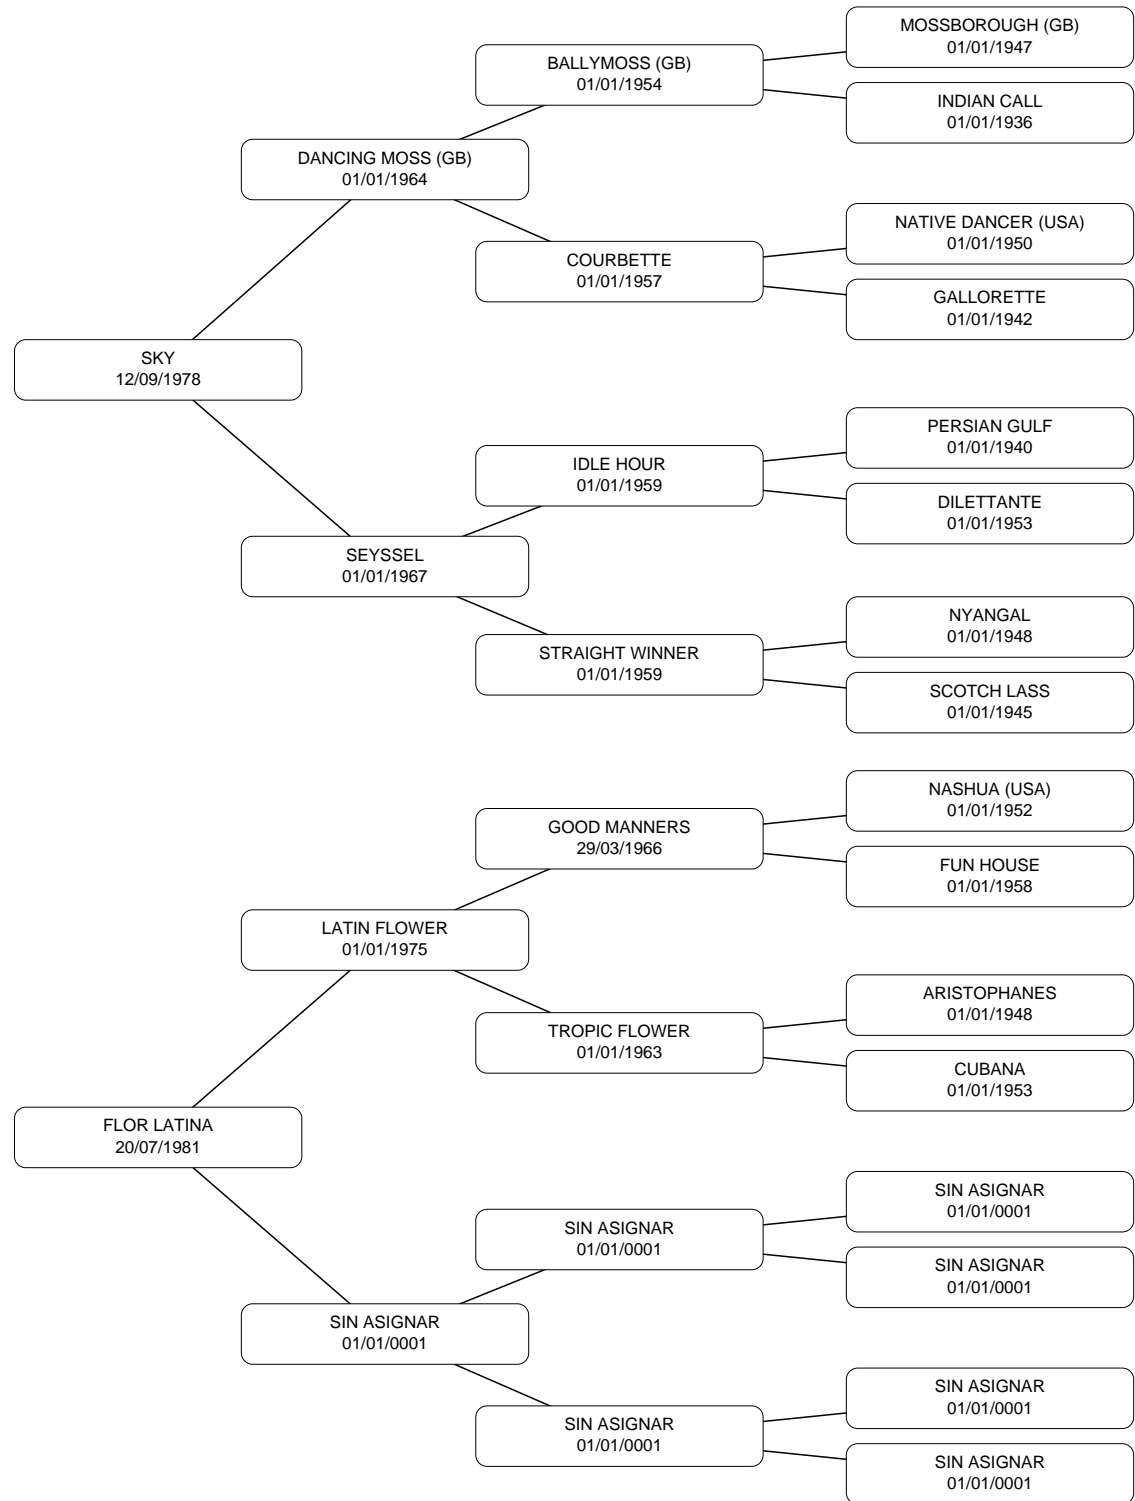 MOSSBOROUGH (GB)
01/01/1947
BALLYMOSS (GB)
01/01/1954
INDIAN CALL
01/01/1936
DANCING MOSS (GB)
01/01/1964
NATIVE DANCER (USA)
01/01/1950
COURBETTE
01/01/1957
GALLORETTE
01/01/1942
SKY
12/09/1978
PERSIAN GULF
01/01/1940
IDLE HOUR
01/01/1959
DILETTANTE
01/01/1953
SEYSSEL
01/01/1967
NYANGAL
01/01/1948
STRAIGHT WINNER
01/01/1959
SCOTCH LASS
01/01/1945
NASHUA (USA)
01/01/1952
GOOD MANNERS
29/03/1966
FUN HOUSE
01/01/1958
LATIN FLOWER
01/01/1975
ARISTOPHANES
01/01/1948
TROPIC FLOWER
01/01/1963
CUBANA
01/01/1953
FLOR LATINA
20/07/1981
SIN ASIGNAR
01/01/0001
SIN ASIGNAR
01/01/0001
SIN ASIGNAR
01/01/0001
SIN ASIGNAR
01/01/0001
SIN ASIGNAR
01/01/0001
SIN ASIGNAR
01/01/0001
SIN ASIGNAR
01/01/0001